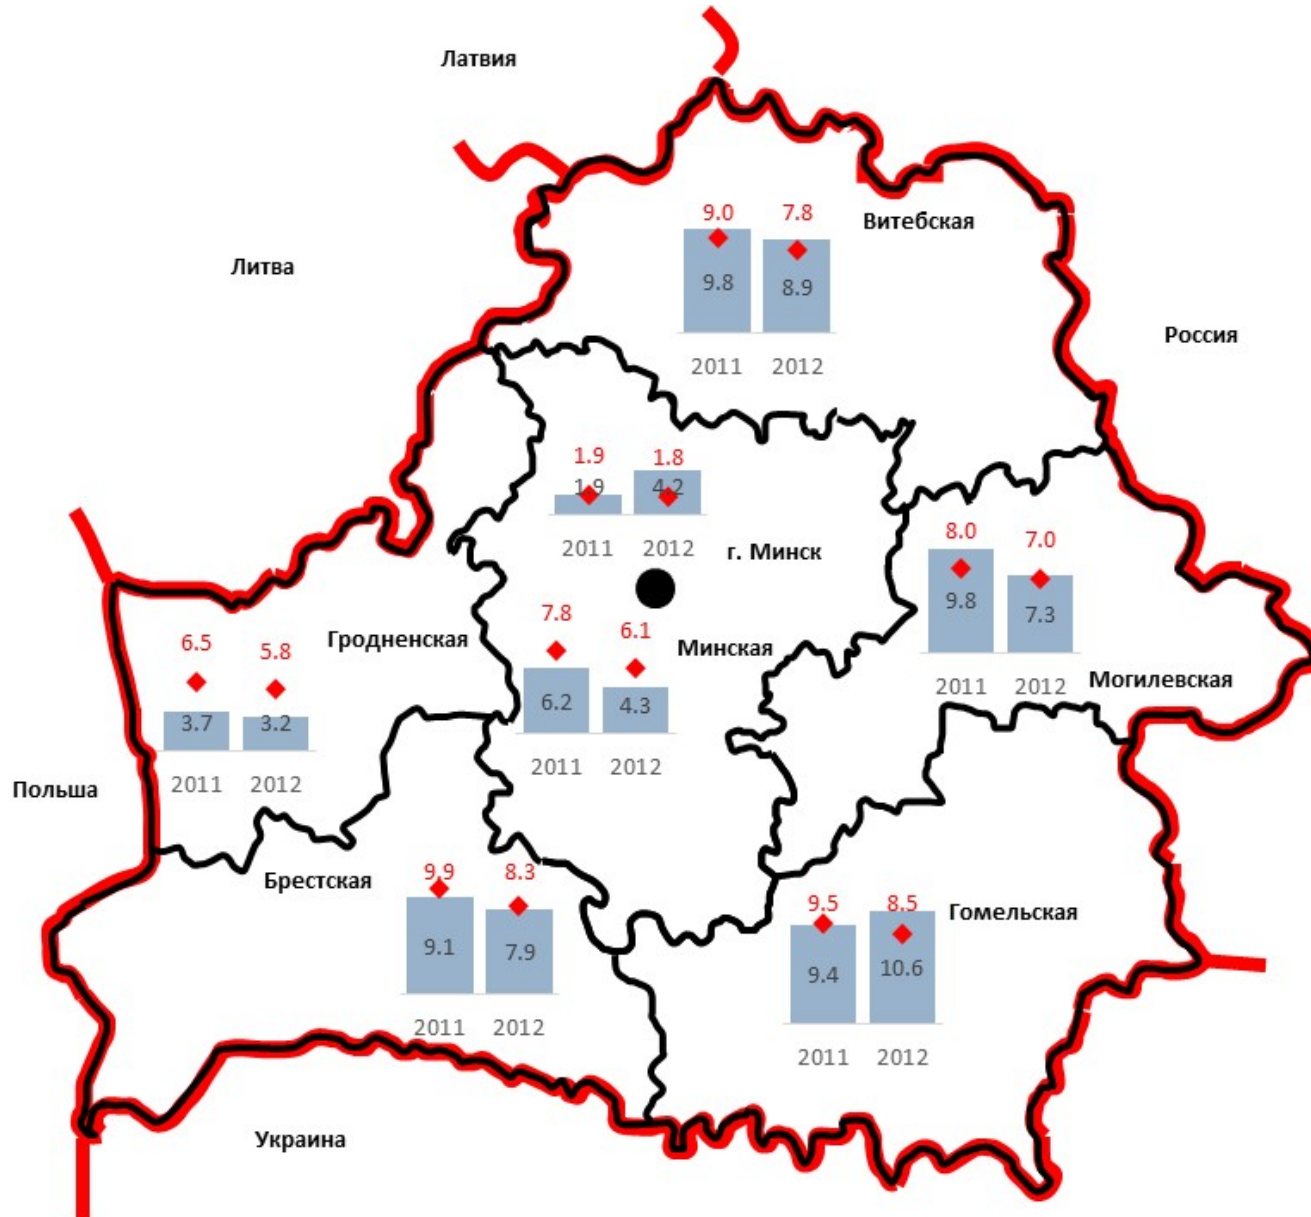 Латвия
Литва
Витебская
9.0 7.8
9.8 8.9
2011 2012
Россия
1.9 1.8
1.9 4.2
2011 2012
г. Минск
8.0 7.0
9.8 7.3
2011 2012
Могилевская
Гродненская
6.5 5.8
3.7 3.2
2011 2012
7.8 6.1
Минская
6.2 4.3
2011 2012
Польша
Брестская
9.9 8.3
9.1 7.9
2011 2012
9.5 8.5
Гомельская
9.4 10.6
2011 2012
Украина